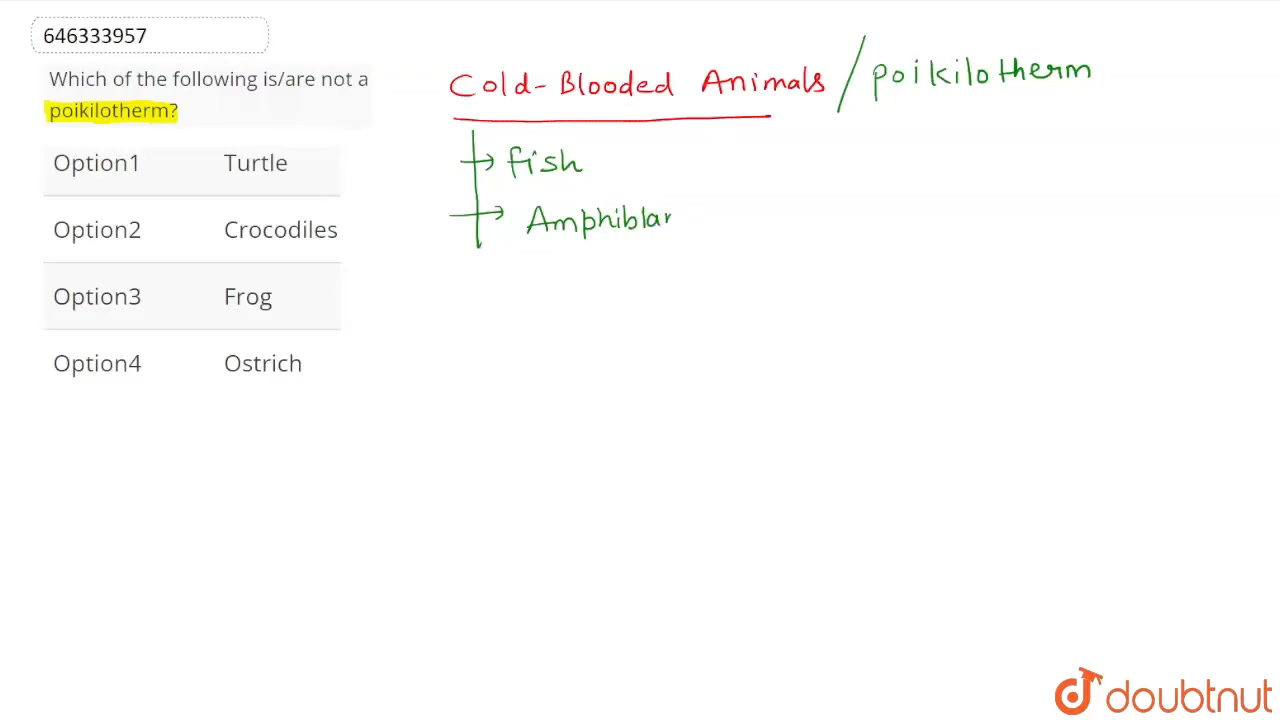 646333957
Which of the following is/are not a
poikilotherm?
Option1 Turtle
Option2 Crocodiles
Option3 Frog
Option4 Ostrich
Cold-Blooded Animals / poikilotherm
fish
Amphibiar
doubtnut